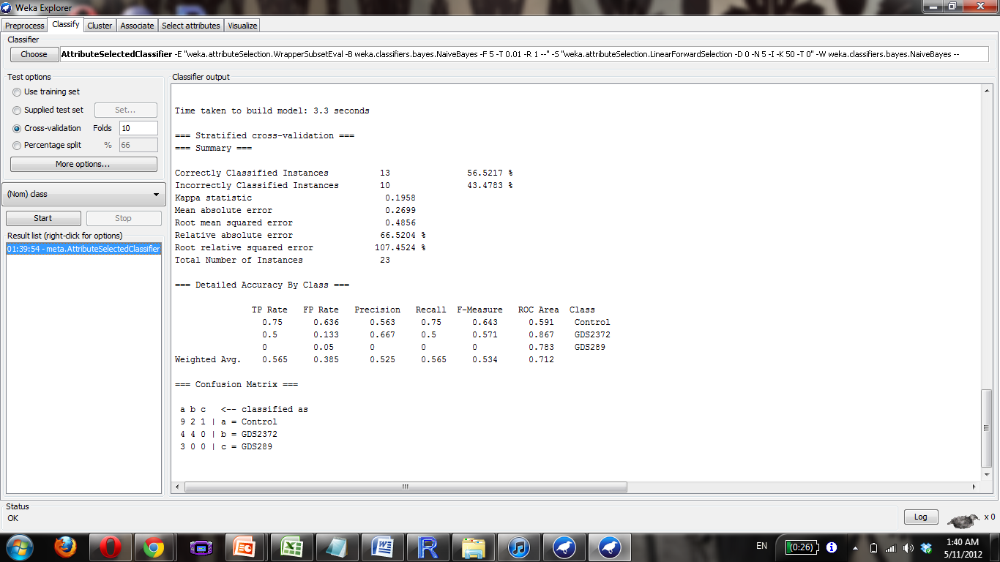 Weka Explorer
Preprocess Classify Cluster Associate Select attributes Visualize
Classifier
Choose AttributeSelectedClassifier -E "weka.attributeSelection.WrapperSubsetEval -B weka.classifiers.bayes.NaiveBayes -F 5 -T 0.01 -R 1 --" -S "weka.attributeSelection.LinearForwardSelection -D 0 -N 5 -I -K 50 -T 0" -W weka.classifiers.bayes.NaiveBayes --
Test options
Use training set
Supplied test set Set...
Cross-validation Folds 10
Percentage split % 66
More options...
(Nom) class
Start Stop
Result list (right-click for options)
01:39:54 - meta.AttributeSelectedClassifier
Classifier output
Time taken to build model: 3.3 seconds
=== Stratified cross-validation ===
=== Summary ===
Correctly Classified Instances 13 56.5217 %
Incorrectly Classified Instances 10 43.4783 %
Kappa statistic 0.1958
Mean absolute error 0.2699
Root mean squared error 0.4856
Relative absolute error 66.5204 %
Root relative squared error 107.4524 %
Total Number of Instances 23
=== Detailed Accuracy By Class ===
TP Rate FP Rate Precision Recall F-Measure ROC Area Class
0.75 0.636 0.563 0.75 0.643 0.591 Control
0.5 0.133 0.667 0.5 0.571 0.867 GDS2372
0 0.05 0 0 0 0.783 GDS289
Weighted Avg. 0.565 0.385 0.525 0.565 0.534 0.712
=== Confusion Matrix ===
a b c <-- classified as
9 2 1 | a = Control
4 4 0 | b = GDS2372
3 0 0 | c = GDS289
Status
OK
Log x 0
EN (0:26) 1:40 AM
5/11/2012